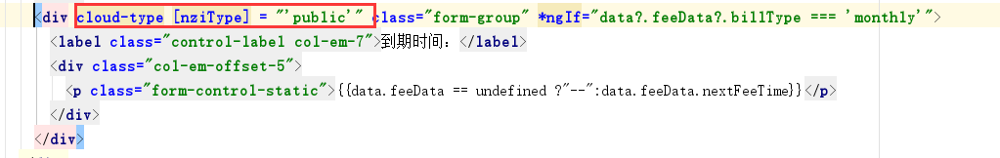 <div cloud-type [nziType] = "'public'" class="form-group" *ngIf="data?.feeData?.billType === 'monthly'">
<label class="control-label col-em-7">到期时间：</label>
<div class="col-em-offset-5">
<p class="form-control-static">{{data.feeData == undefined ?"--":data.feeData.nextFeeTime}}</p>
</div>
</div>